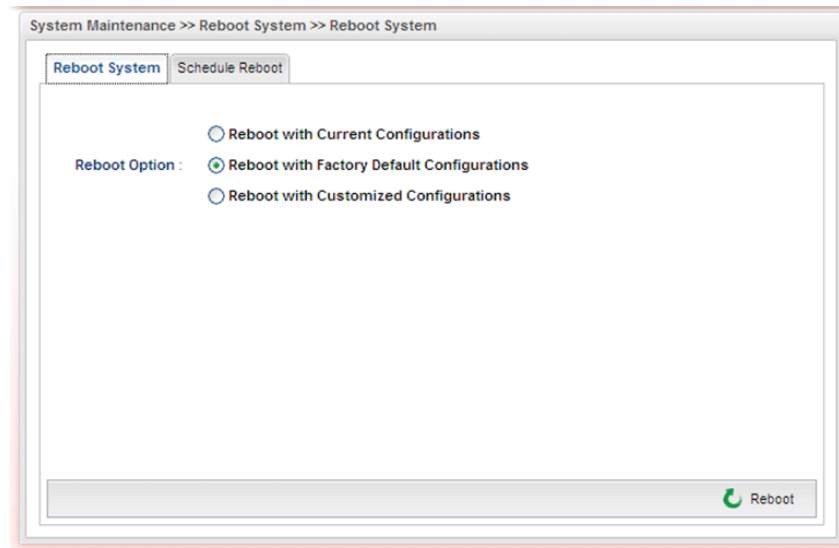 System Maintenance >> Reboot System >> Reboot System
Reboot System
Schedule Reboot
Reboot with Current Configurations
Reboot Option :
Reboot with Factory Default Configurations
Reboot with Customized Configurations
Reboot